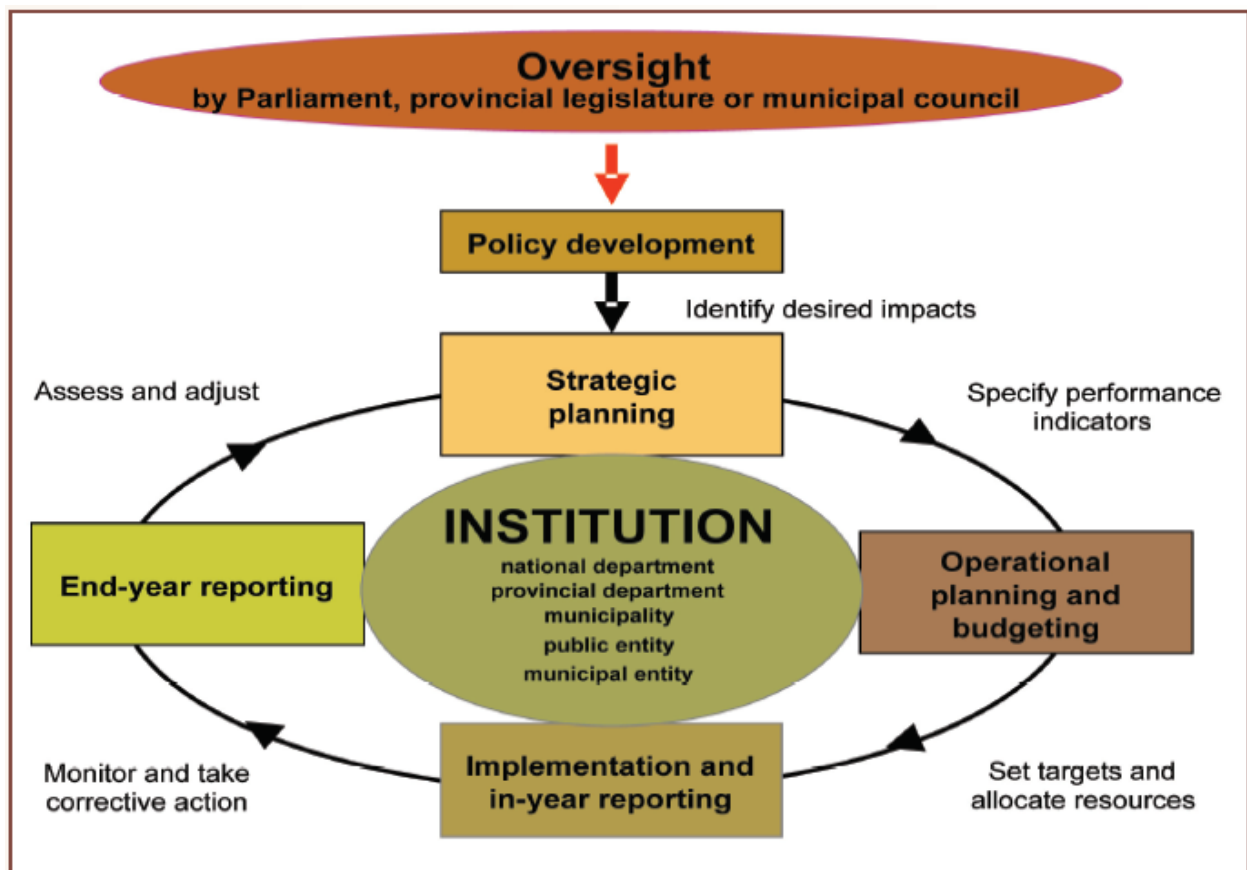 Oversight
by Parliament, provincial legislature or municipal council
Policy development
Identify desired impacts
Strategic
planning
Assess and adjust
Specify performance
indicators
INSTITUTION
national department
provincial department
municipality
public entity
municipal entity
End-year reporting
Operational
planning and
budgeting
Implementation and
in-year reporting
Monitor and take
corrective action
Set targets and
allocate resources